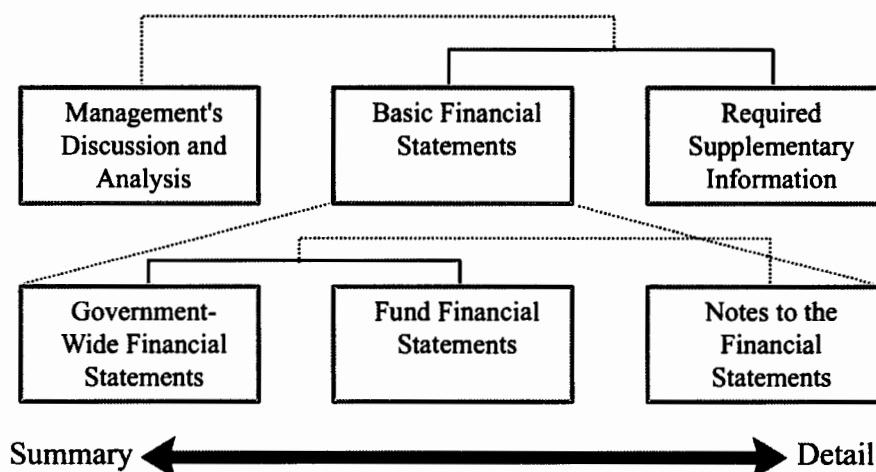 Management's
Discussion and
Analysis
Basic Financial
Statements
Required
Supplementary
Information
Government-
Wide Financial
Statements
Fund Financial
Statements
Notes to the
Financial
Statements
Summary
Detail